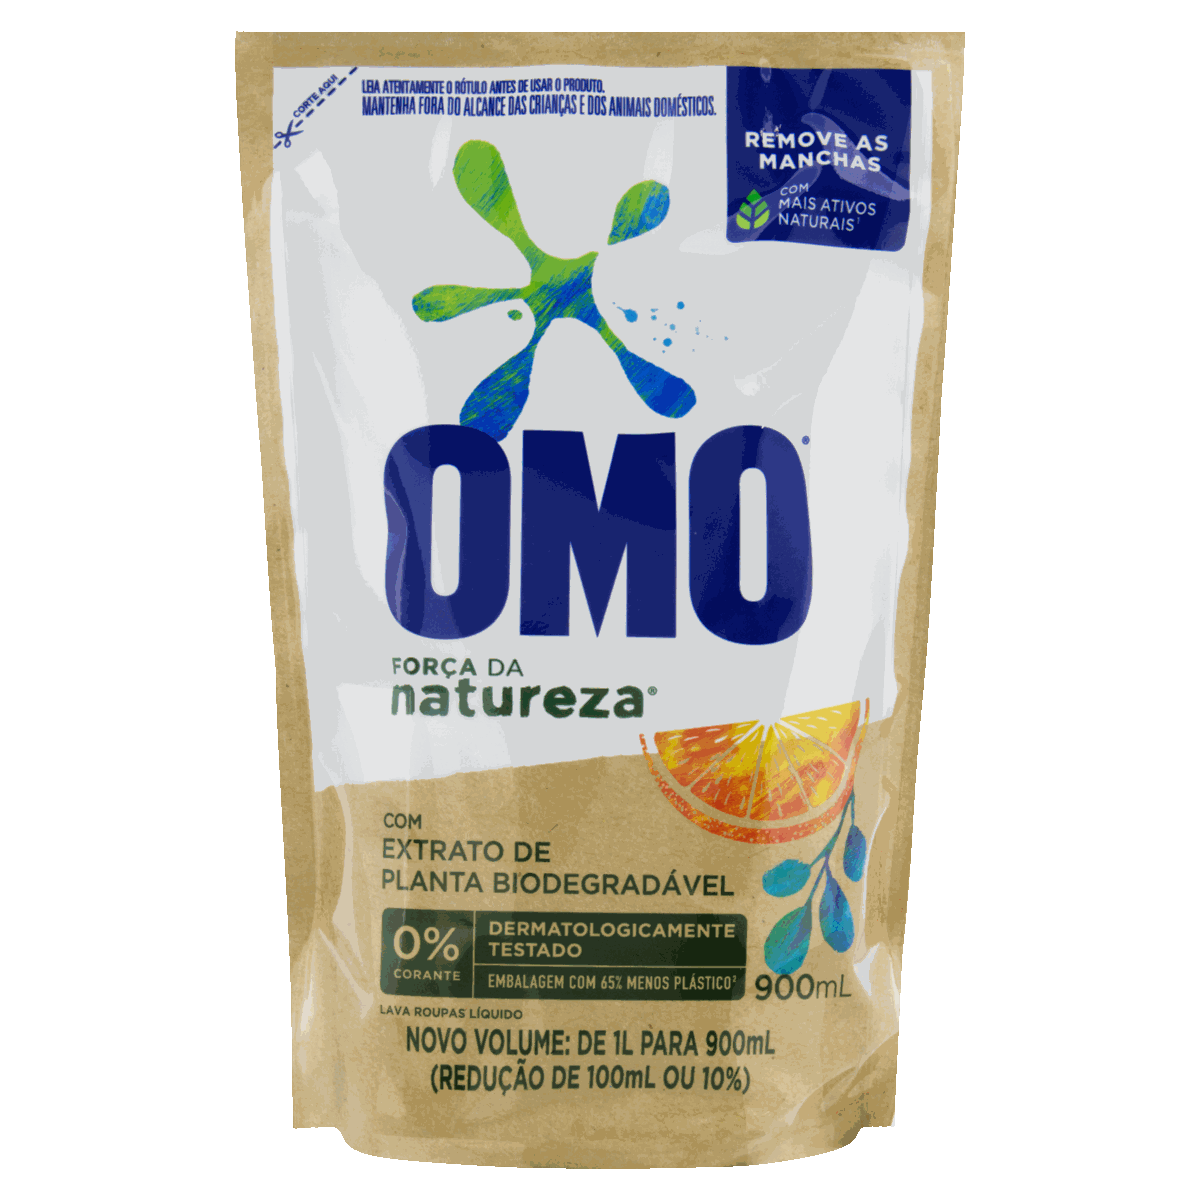 CORTE AQUI
LEIA ATENTAMENTE O RÓTULO ANTES DE USAR O PRODUTO.
MANTENHA FORA DO ALCANCE DAS CRIANÇAS E DOS ANIMAIS DOMÉSTICOS.
REMOVE AS
MANCHAS
COM
MAIS ATIVOS
NATURAIS¹
OMO®
FORÇA DA
natureza®
COM
EXTRATO DE
PLANTA BIODEGRADÁVEL
0%
CORANTE
DERMATOLOGICAMENTE
TESTADO
EMBALAGEM COM 65% MENOS PLÁSTICO²
900mL
LAVA ROUPAS LÍQUIDO
NOVO VOLUME: DE 1L PARA 900mL
(REDUÇÃO DE 100mL OU 10%)